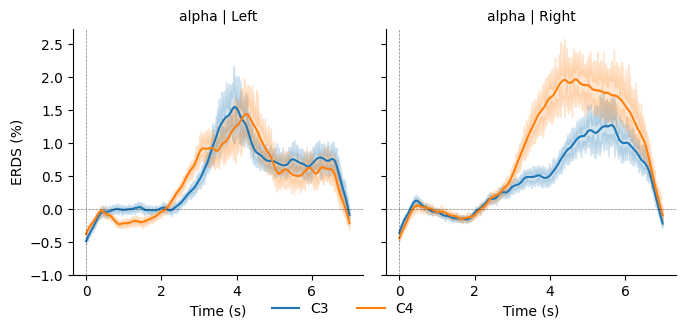 alpha | Left
alpha | Right
ERDS (%)
2.5
2.0
1.5
1.0
0.5
0.0
−0.5
−1.0
0 2 4 6
0 2 4 6
Time (s)
Time (s)
C3
C4